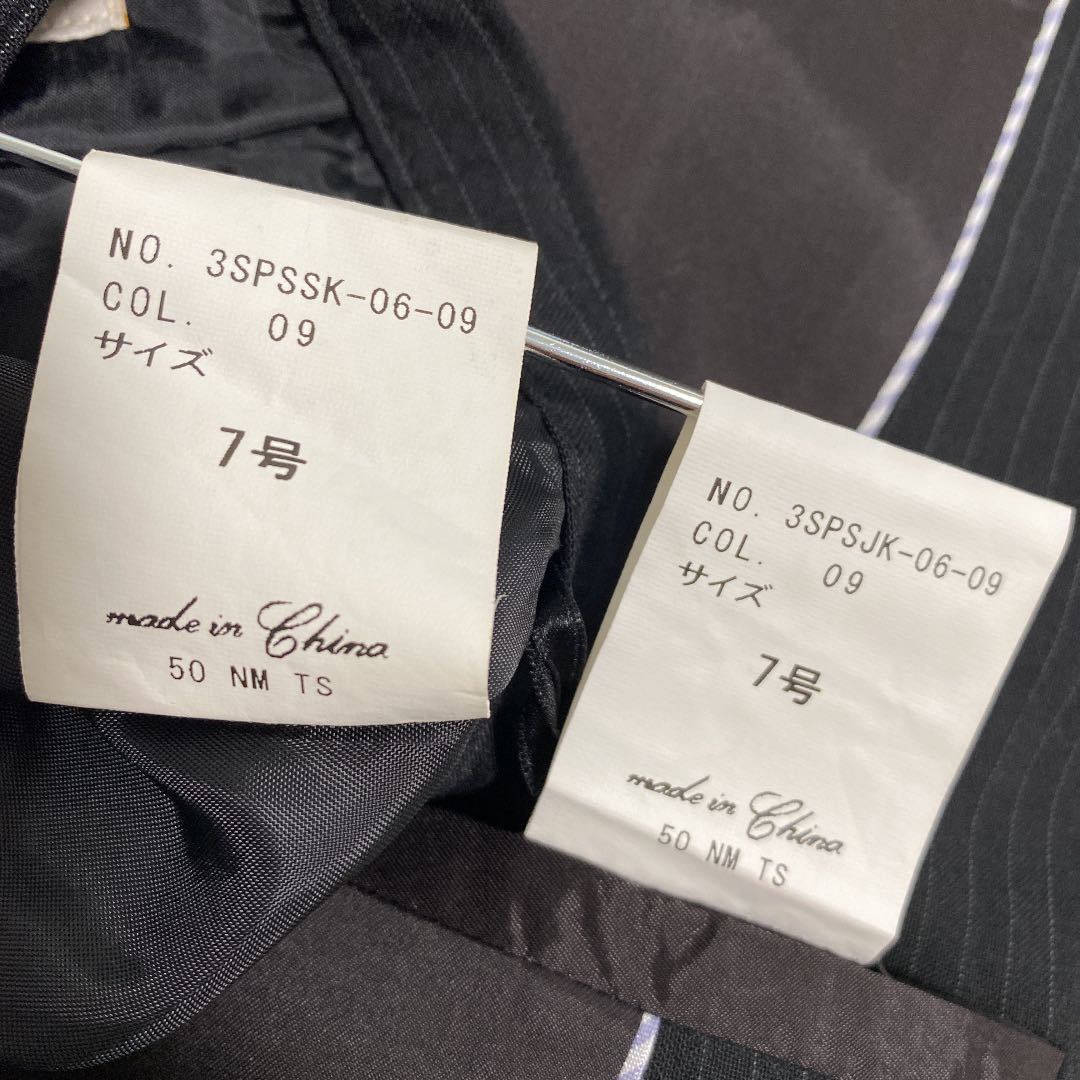 NO. 3SPSSK-06-09
COL. 09
サイズ
7号
made in China
50 NM TS
NO. 3SPSJK-06-09
COL. 09
サイズ
7号
made in China
50 NM TS